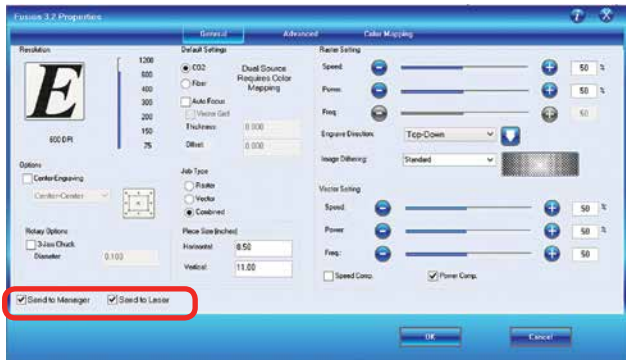 Fusion 3.2 Properties
General Advanced Color Mapping
Resolution
E
1200
600
400
300
200
150
75
600 DPI
Options
Center-Engraving
Center-Center
Rotary Options
3-Jaw Chuck
Diameter 0.100
Send to Manager Send to Laser
Default Settings
CO2
Fiber
Dual Source
Requires Color
Mapping
Auto Focus
Vector Grid
Thickness 0.000
Offset 0.000
Job Type
Raster
Vector
Combined
Piece Size (Inches)
Horizontal 8.50
Vertical 11.00
Raster Setting
Speed 50 %
Power 50 %
Freq 50
Engrave Direction: Top-Down
Image Dithering: Standard
Vector Setting
Speed: 50 %
Power 50 %
Freq: 50
Speed Comp. Power Comp.
OK Cancel